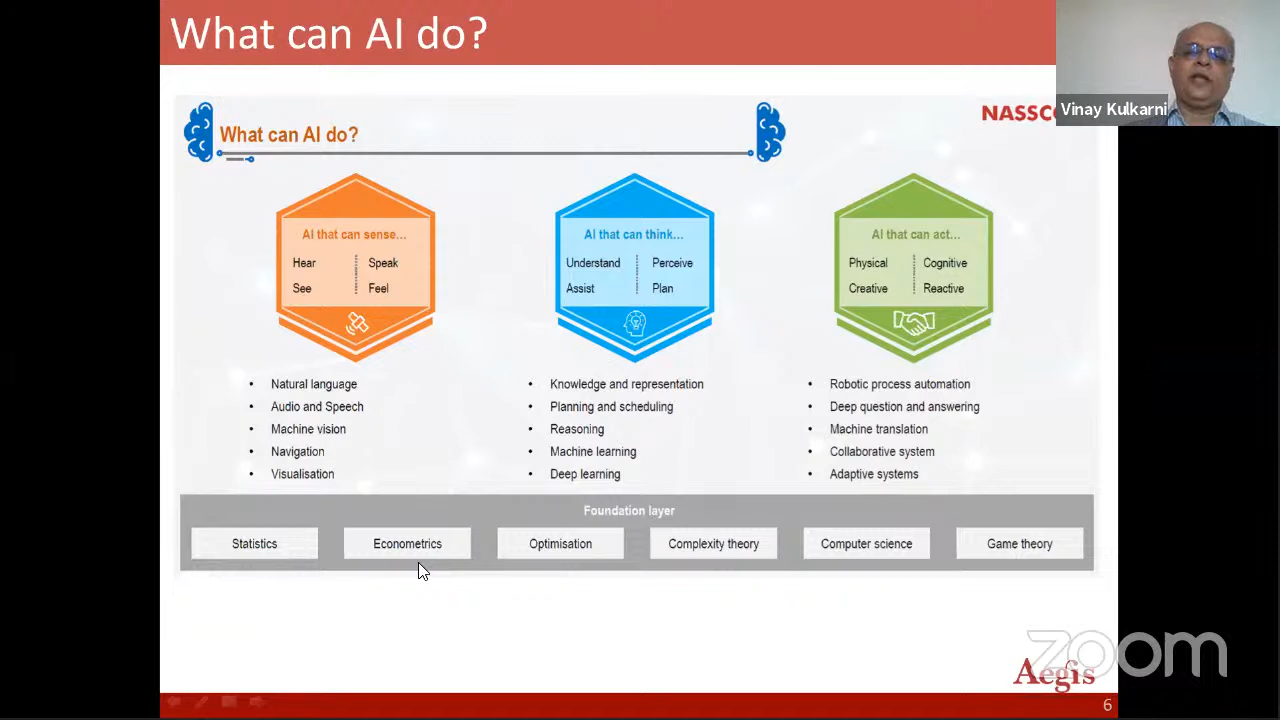 What can AI do?
Vinay Kulkarni
What can AI do?
AI that can sense...
Hear Speak
See Feel
AI that can think...
Understand Perceive
Assist Plan
AI that can act...
Physical Cognitive
Creative Reactive
• Natural language
• Audio and Speech
• Machine vision
• Navigation
• Visualisation
• Knowledge and representation
• Planning and scheduling
• Reasoning
• Machine learning
• Deep learning
• Robotic process automation
• Deep question and answering
• Machine translation
• Collaborative system
• Adaptive systems
Foundation layer
Statistics Econometrics Optimisation Complexity theory Computer science Game theory
zoom
Aegis
6